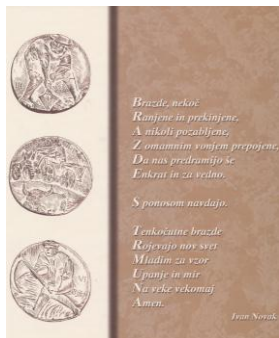 Brazde, nekoč
Ranjene in prekinjene,
A nikoli pozabljene,
Z omamnim vonjem prepojene,
Da nas predramijo še
Enkrat in za vedno.
S ponosom navdajo.
Tenkočutne brazde
Rojevajo nov svet
Mladim za vzor
Upanje in mir
Na veke vekomaj
Amen.
Ivan Novak